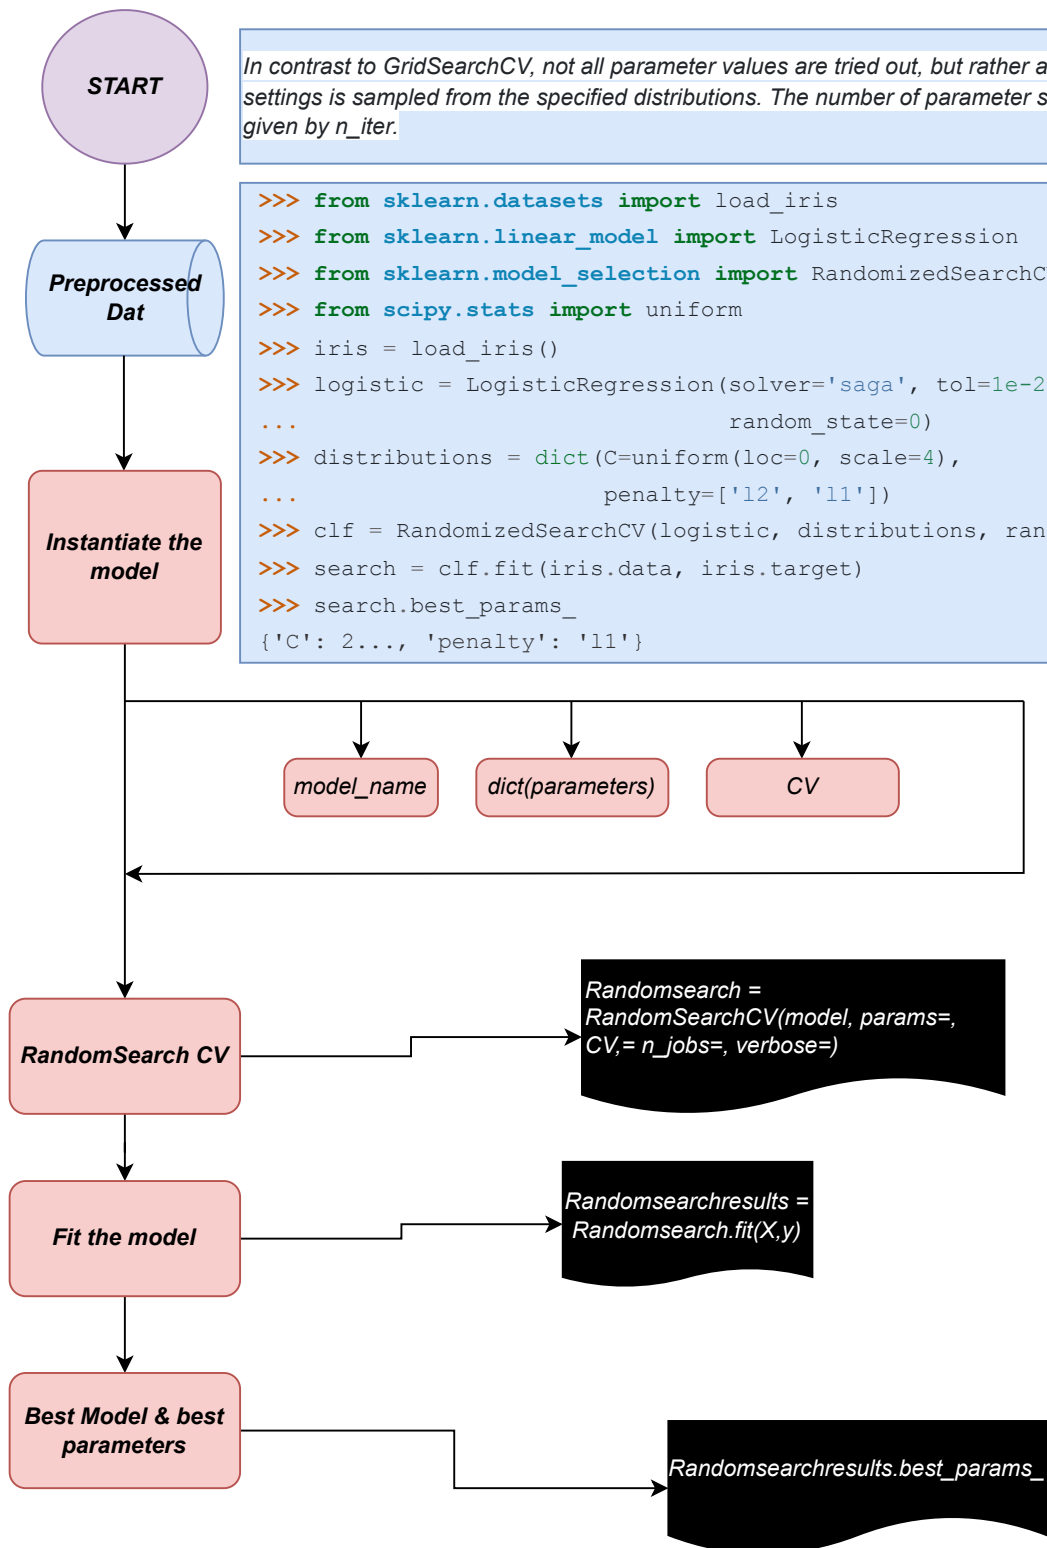 START
In contrast to GridSearchCV, not all parameter values are tried out, but rather a
settings is sampled from the specified distributions. The number of parameter s
given by n_iter.
>>> from sklearn.datasets import load_iris
>>> from sklearn.linear_model import LogisticRegression
>>> from sklearn.model_selection import RandomizedSearchC
>>> from scipy.stats import uniform
>>> iris = load_iris()
>>> logistic = LogisticRegression(solver='saga', tol=1e-2
...                               random_state=0)
>>> distributions = dict(C=uniform(loc=0, scale=4),
...                      penalty=['l2', 'l1'])
>>> clf = RandomizedSearchCV(logistic, distributions, ran
>>> search = clf.fit(iris.data, iris.target)
>>> search.best_params_
{'C': 2..., 'penalty': 'l1'}
Preprocessed
Dat
Instantiate the
model
model_name
dict(parameters)
CV
RandomSearch CV
Randomsearch =
RandomSearchCV(model, params=,
CV,= n_jobs=, verbose=)
Fit the model
Randomsearchresults =
Randomsearch.fit(X,y)
Best Model & best
parameters
Randomsearchresults.best_params_